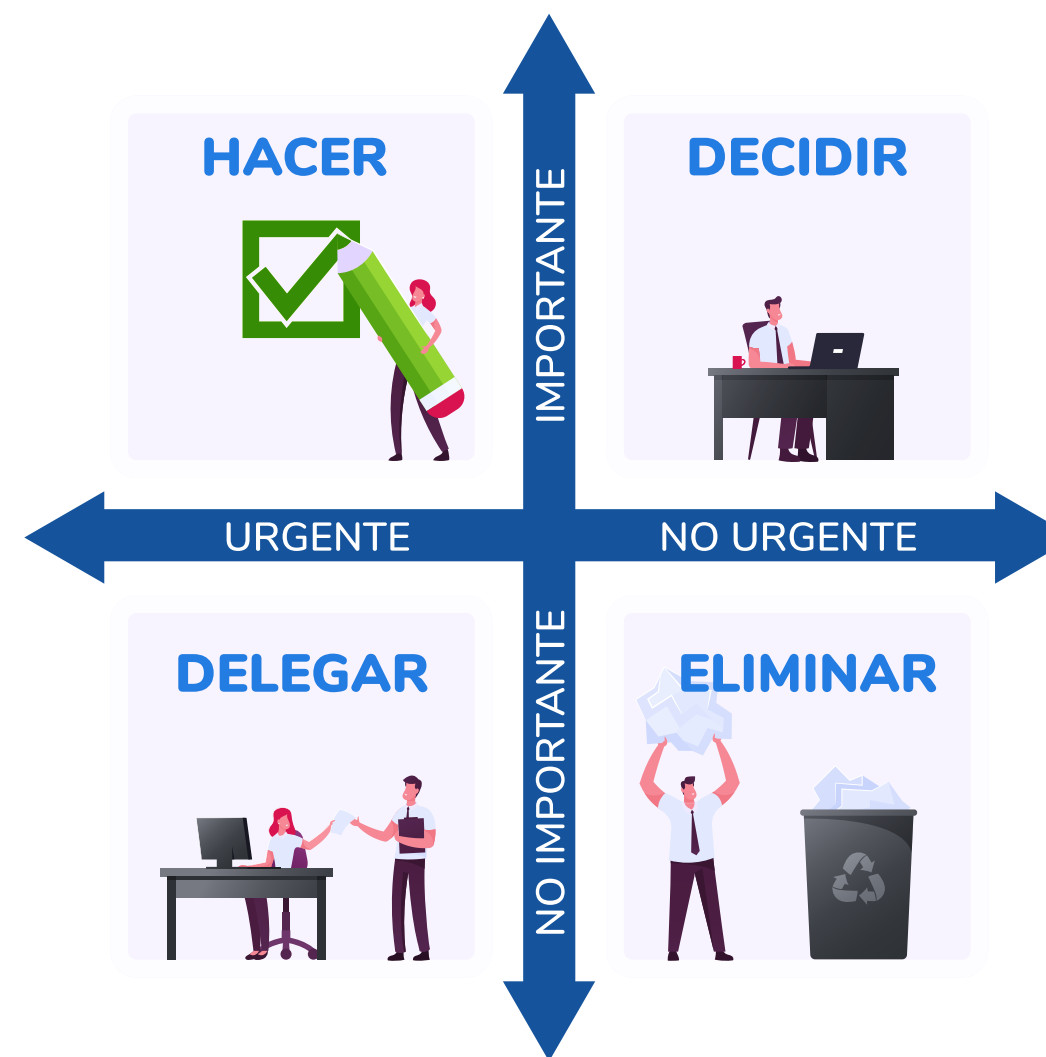 HACER
DECIDIR
IMPORTANTE
URGENTE
NO URGENTE
NO IMPORTANTE
DELEGAR
ELIMINAR